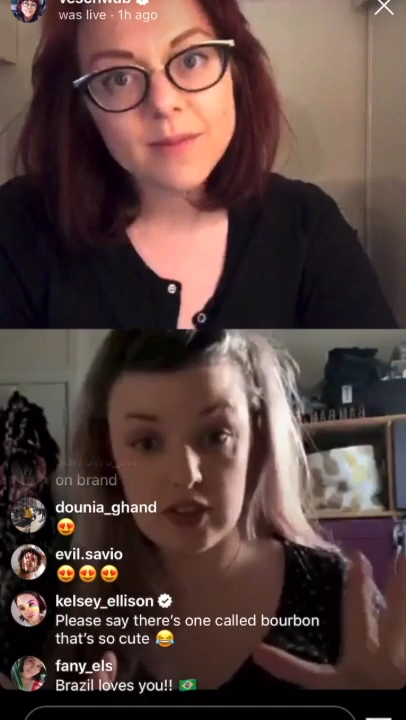 veschwab
was live · 1h ago
on brand
dounia_ghand
😍
evil.savio
😍😍😍
kelsey_ellison
Please say there's one called bourbon
that's so cute 😂
fany_els
Brazil loves you!! 🇧🇷